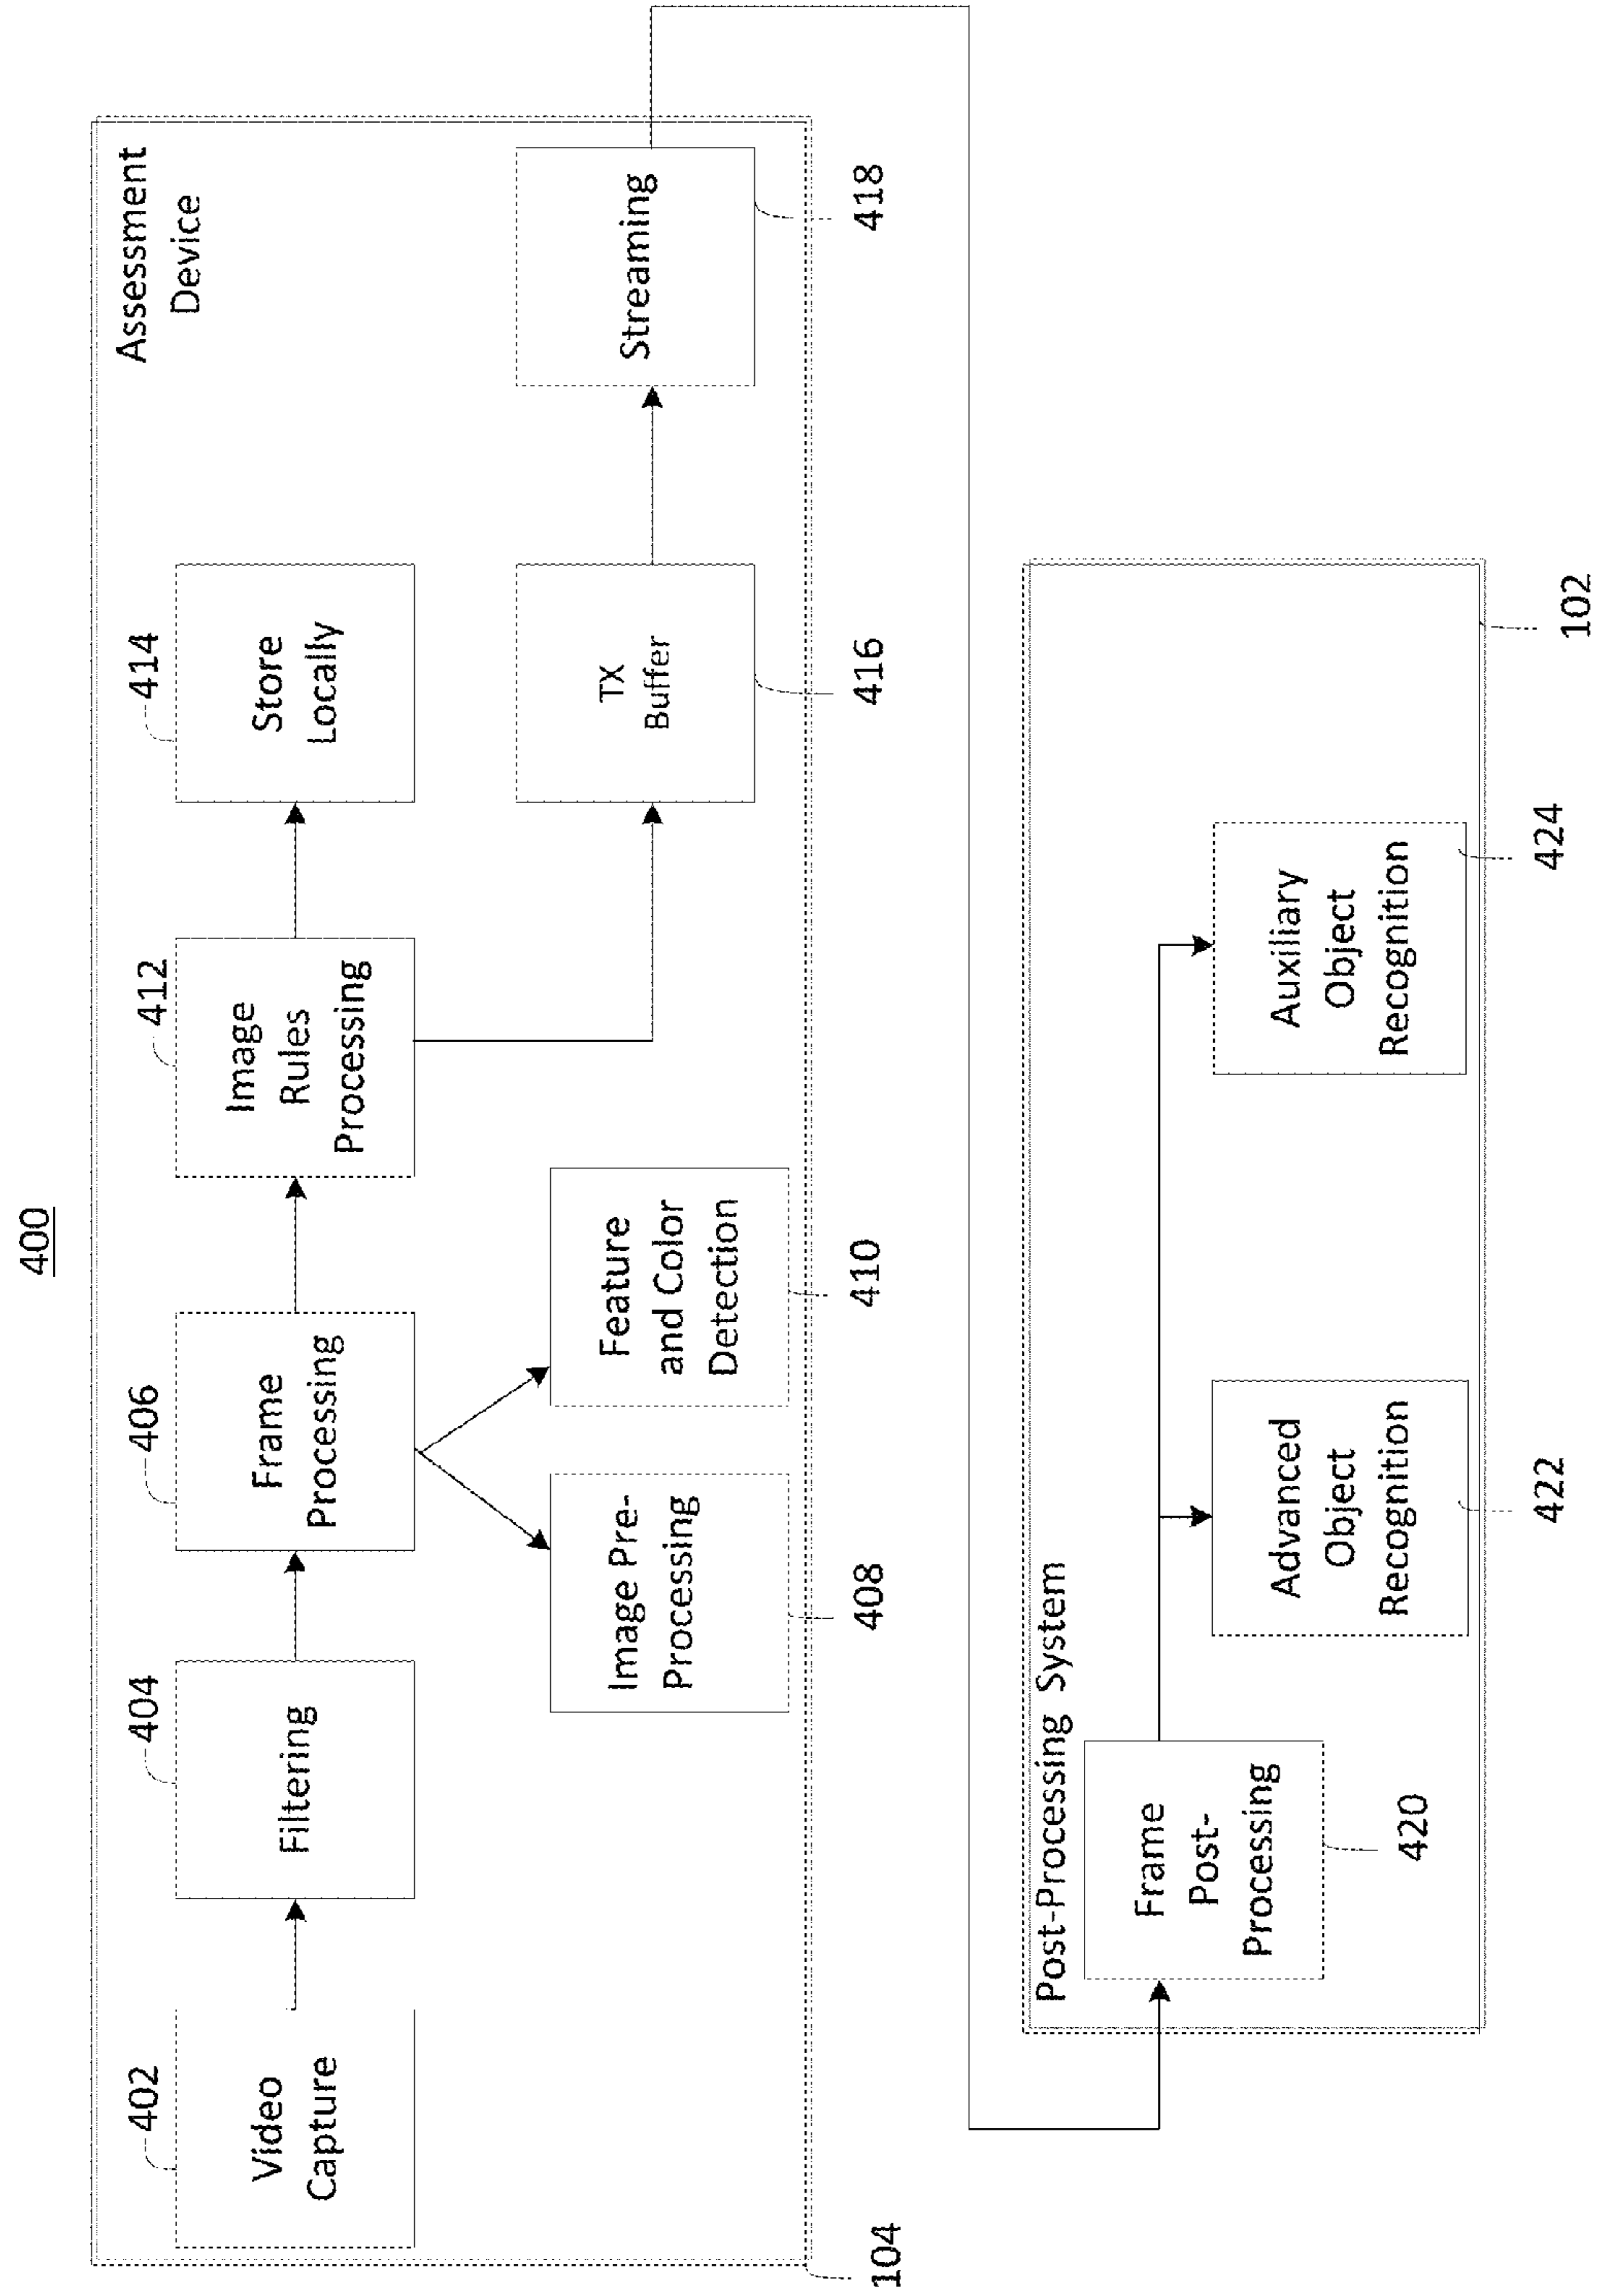 400
Assessment
Device
402
Video
Capture
404
Filtering
406
Frame
Processing
412
Image
Rules
Processing
414
Store
Locally
408
Image Pre-
Processing
410
Feature
and Color
Detection
416
TX
Buffer
418
Streaming
104
Post-Processing System
Frame
Post-
Processing
420
Advanced
Object
Recognition
422
Auxiliary
Object
Recognition
424
102